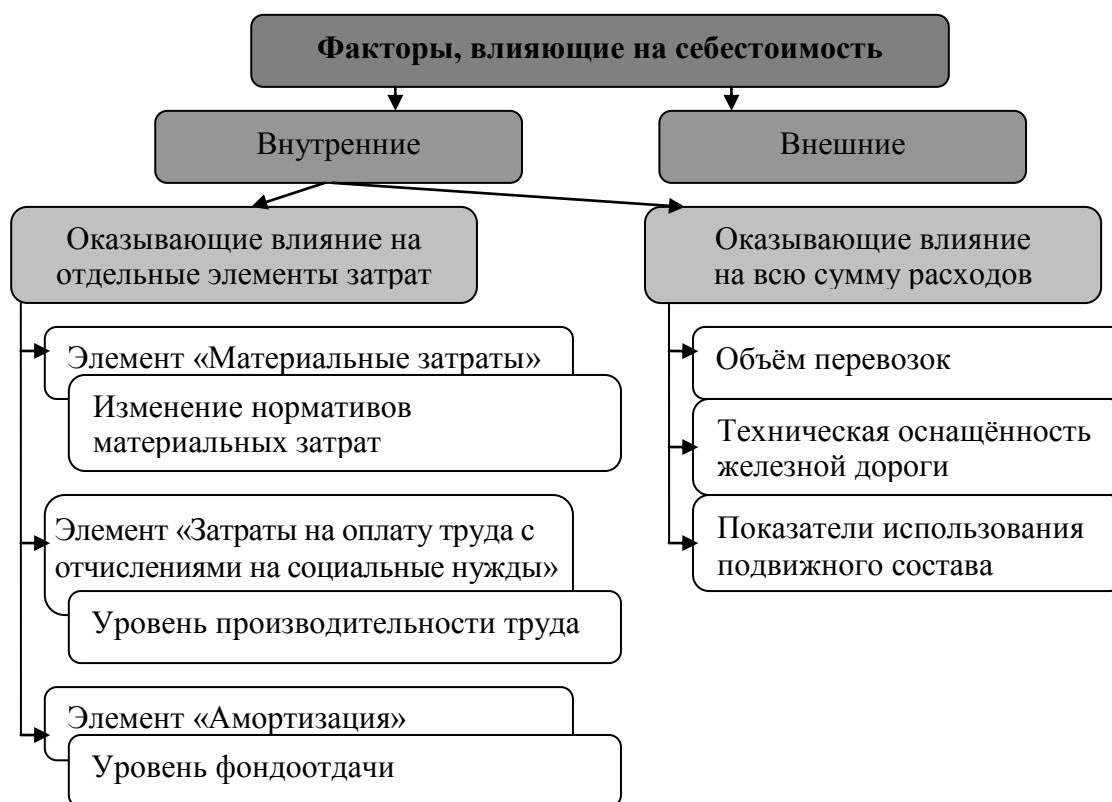 Факторы, влияющие на себестоимость
Внутренние
Внешние
Оказывающие влияние на
отдельные элементы затрат
Элемент «Материальные затраты»
Изменение нормативов
материальных затрат
Элемент «Затраты на оплату труда с
отчислениями на социальные нужды»
Уровень производительности труда
Элемент «Амортизация»
Уровень фондоотдачи
Оказывающие влияние
на всю сумму расходов
Объём перевозок
Техническая оснащённость
железной дороги
Показатели использования
подвижного состава